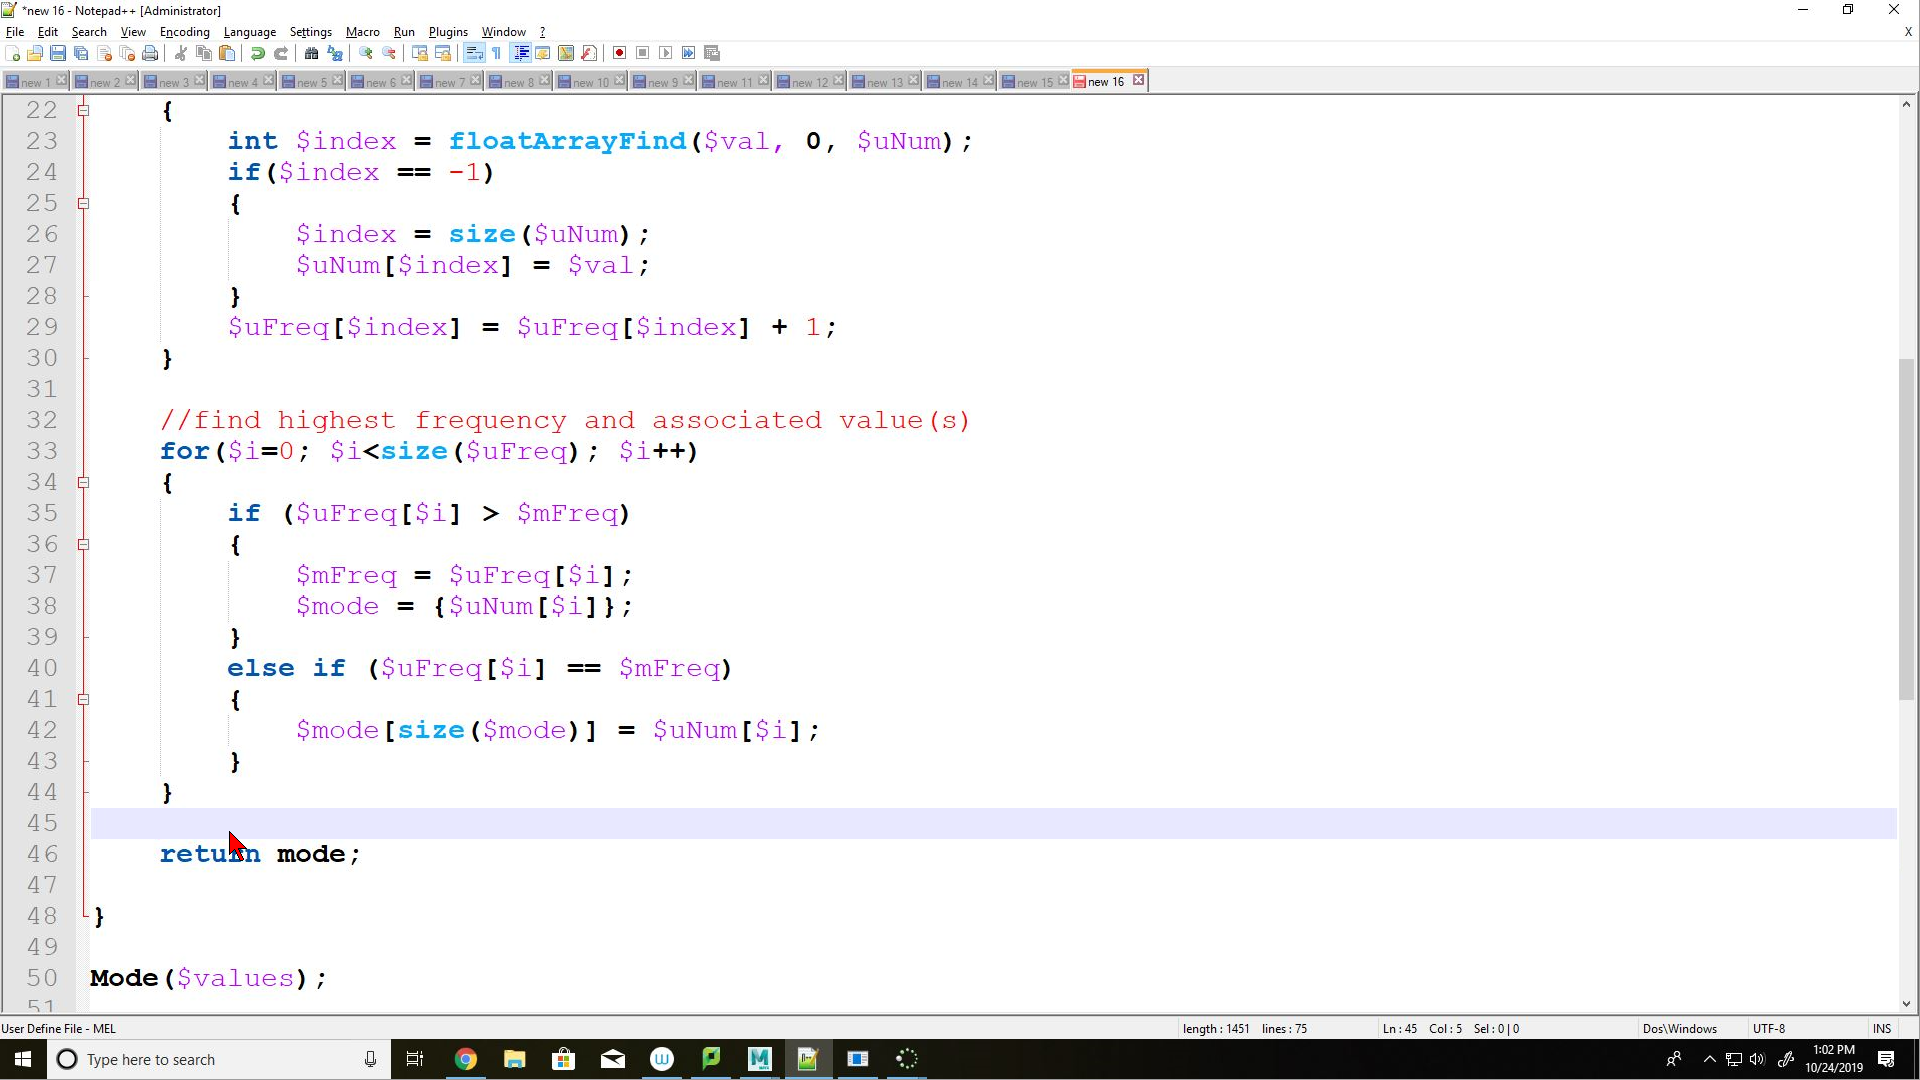 *new 16 - Notepad++ [Administrator]
File Edit Search View Encoding Language Settings Macro Run Plugins Window ? X
new 1 new 2 new 3 new 4 new 5 new 6 new 7 new 8 new 10 new 9 new 11 new 12 new 13 new 14 new 15 new 16
22 {
23 int $index = floatArrayFind($val, 0, $uNum);
24 if($index == -1)
25 {
26 $index = size($uNum);
27 $uNum[$index] = $val;
28 }
29 $uFreq[$index] = $uFreq[$index] + 1;
30 }
31
32 //find highest frequency and associated value(s)
33 for($i=0; $i<size($uFreq); $i++)
34 {
35 if ($uFreq[$i] > $mFreq)
36 {
37 $mFreq = $uFreq[$i];
38 $mode = {$uNum[$i]};
39 }
40 else if ($uFreq[$i] == $mFreq)
41 {
42 $mode[size($mode)] = $uNum[$i];
43 }
44 }
45
46 return mode;
47
48 }
49
50 Mode($values);
51
User Define File - MEL length : 1451 lines : 75 Ln : 45 Col : 5 Sel : 0 | 0 Dos\Windows UTF-8 INS
Type here to search
1:02 PM
10/24/2019